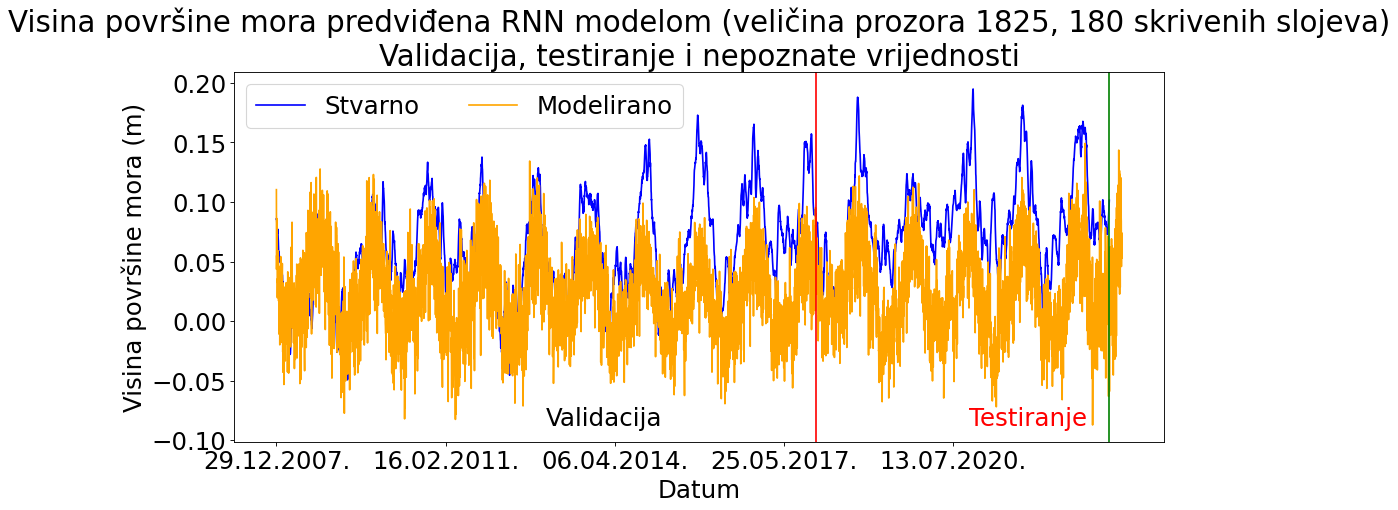 Visina površine mora predviđena RNN modelom (veličina prozora 1825, 180 skrivenih slojeva)
Validacija, testiranje i nepoznate vrijednosti
Stvarno
Modelirano
Visina površine mora (m)
0.20
0.15
0.10
0.05
0.00
−0.05
−0.10
Validacija
Testiranje
29.12.2007.
16.02.2011.
06.04.2014.
25.05.2017.
13.07.2020.
Datum